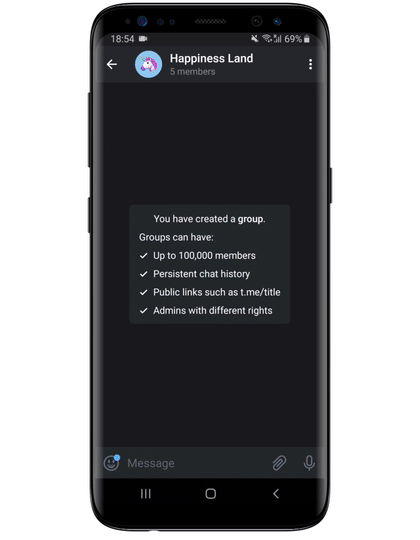 18:54 69%
Happiness Land
5 members
You have created a group.
Groups can have:
Up to 100,000 members
Persistent chat history
Public links such as t.me/title
Admins with different rights
Message